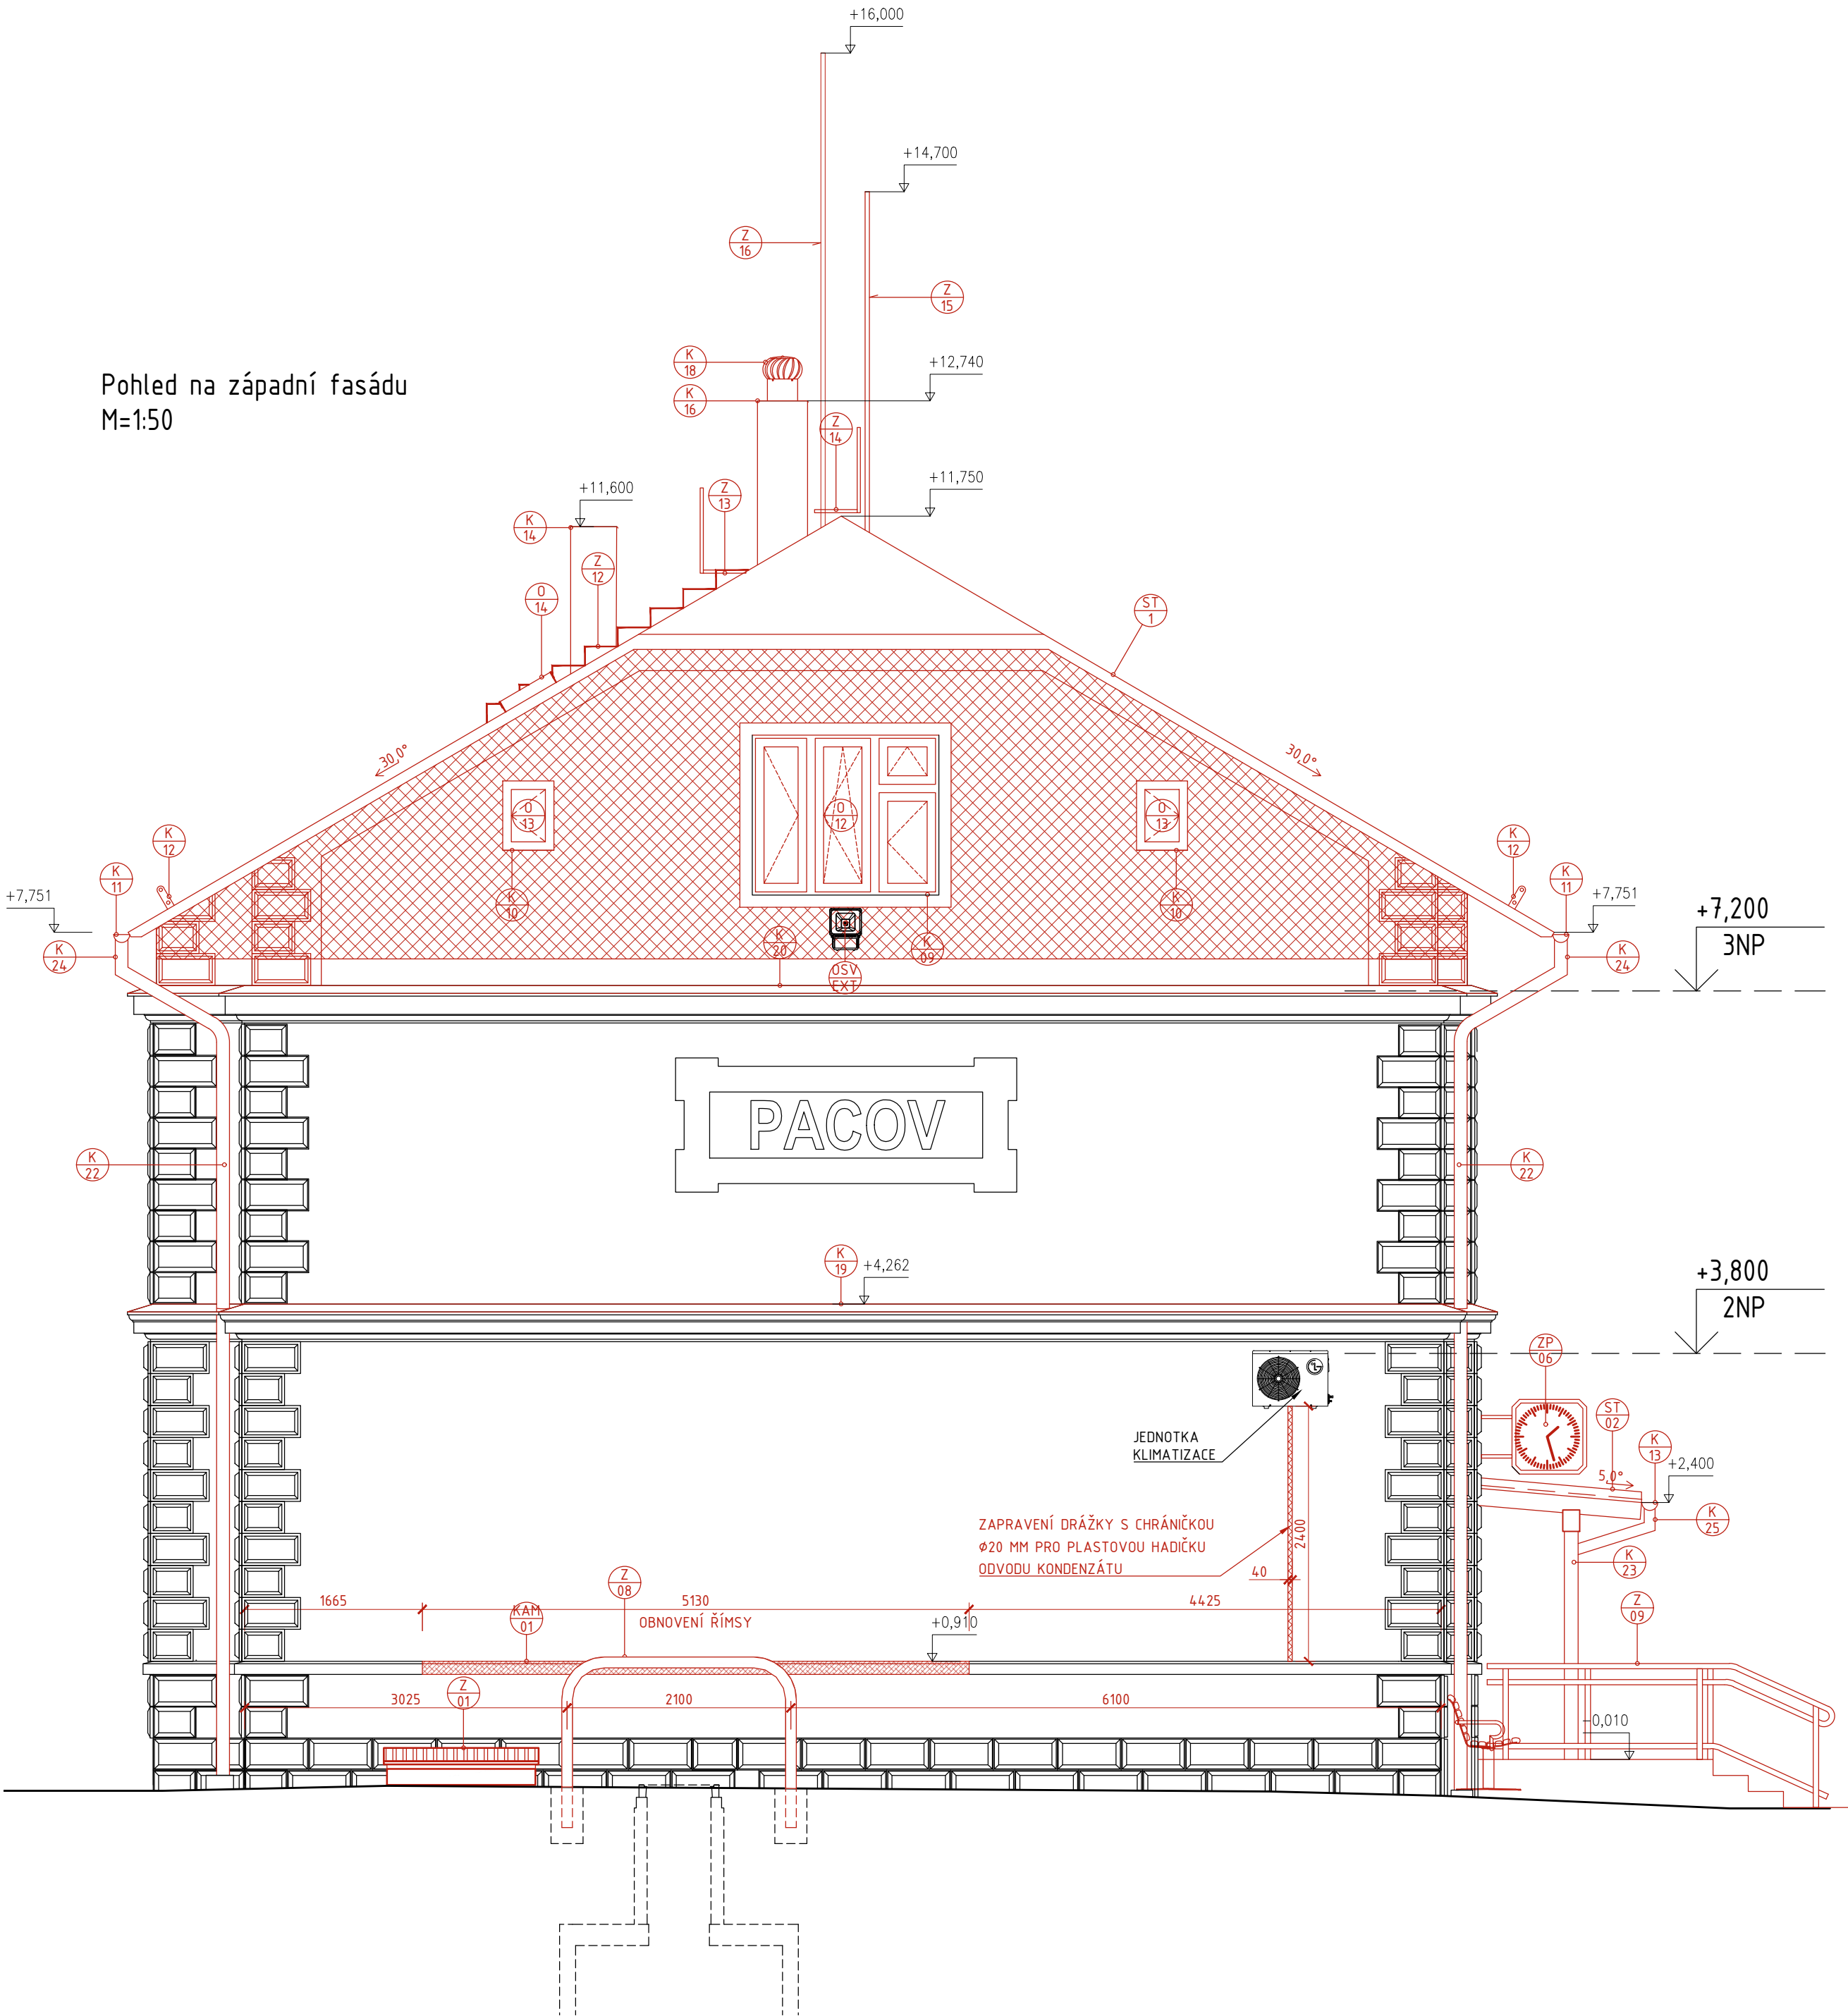 +16,000
+14,700
Z
16
Z
15
Pohled na západní fasádu
M=1:50
K
18
+12,740
K
16
Z
14
+11,750
+11,600
Z
13
K
14
Z
12
O
14
ST
1
30,0°
30,0°
O
13
O
12
O
13
K
12
K
12
K
11
K
11
+7,751
+7,751
K
10
K
10
+7,200
3NP
K
20
K
09
K
24
K
24
OSV
EXT
PACOV
K
22
K
22
K
19
+4,262
+3,800
2NP
ZP
06
ST
02
K
13
JEDNOTKA
KLIMATIZACE
+2,400
5,0°
K
25
ZAPRAVENÍ DRÁŽKY S CHRÁNIČKOU
Ø20 MM PRO PLASTOVOU HADIČKU
ODVODU KONDENZÁTU
2400
K
23
40
Z
08
1665
5130
4425
KAM
01
OBNOVENÍ ŘÍMSY
+0,910
Z
09
Z
01
3025
2100
6100
-0,010